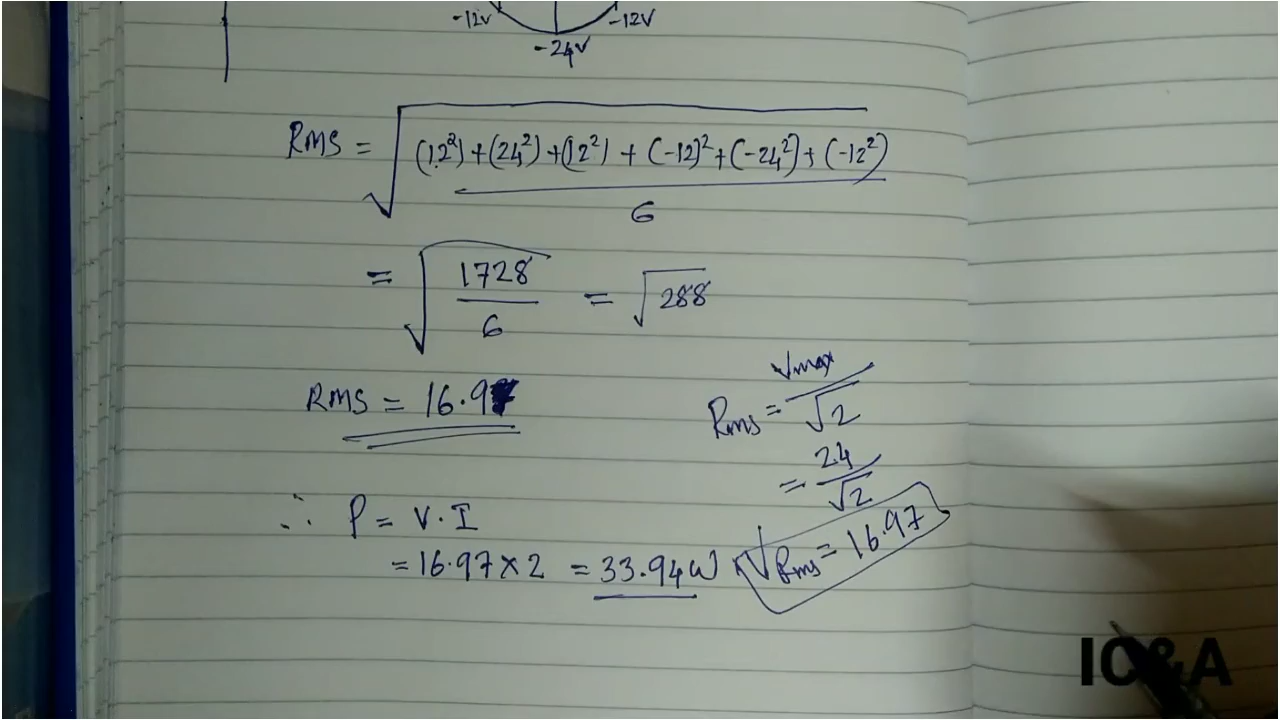 -12V -12V
-24V
RMS = √((12²)+(24²)+(12²) + (-12)²+(-24²)+(-12²)) / 6
= √(1728 / 6) = √288
RMS = 16.97
Rms = Vmax / √2
= 24 / √2
VRms = 16.97
∴ P = V·I
= 16.97×2 = 33.94W
IC&A